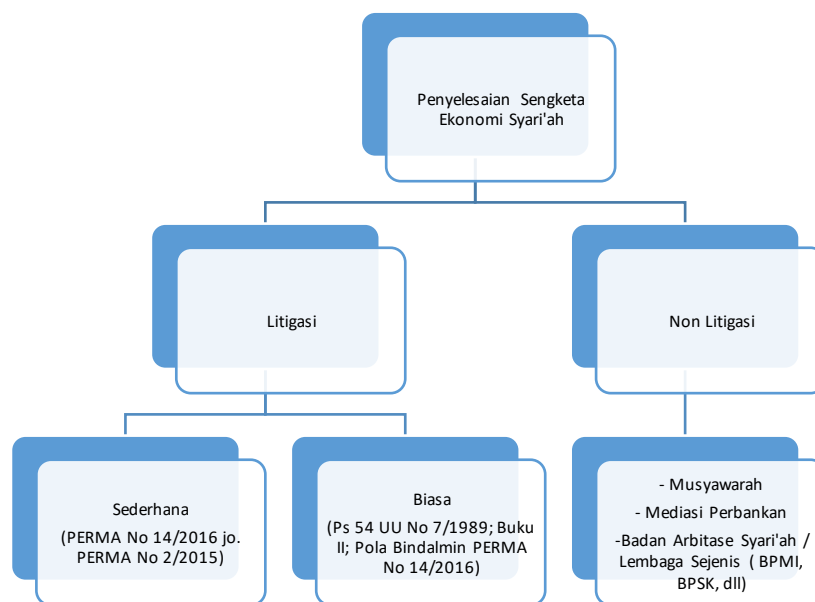 Penyelesaian Sengketa
Ekonomi Syari'ah
Litigasi
Non Litigasi
Sederhana
(PERMA No 14/2016 jo.
PERMA No 2/2015)
Biasa
(Ps 54 UU No 7/1989; Buku
II; Pola Bindalmin PERMA
No 14/2016)
- Musyawarah
- Mediasi Perbankan
-Badan Arbitase Syari'ah /
Lembaga Sejenis ( BPMI,
BPSK, dll)